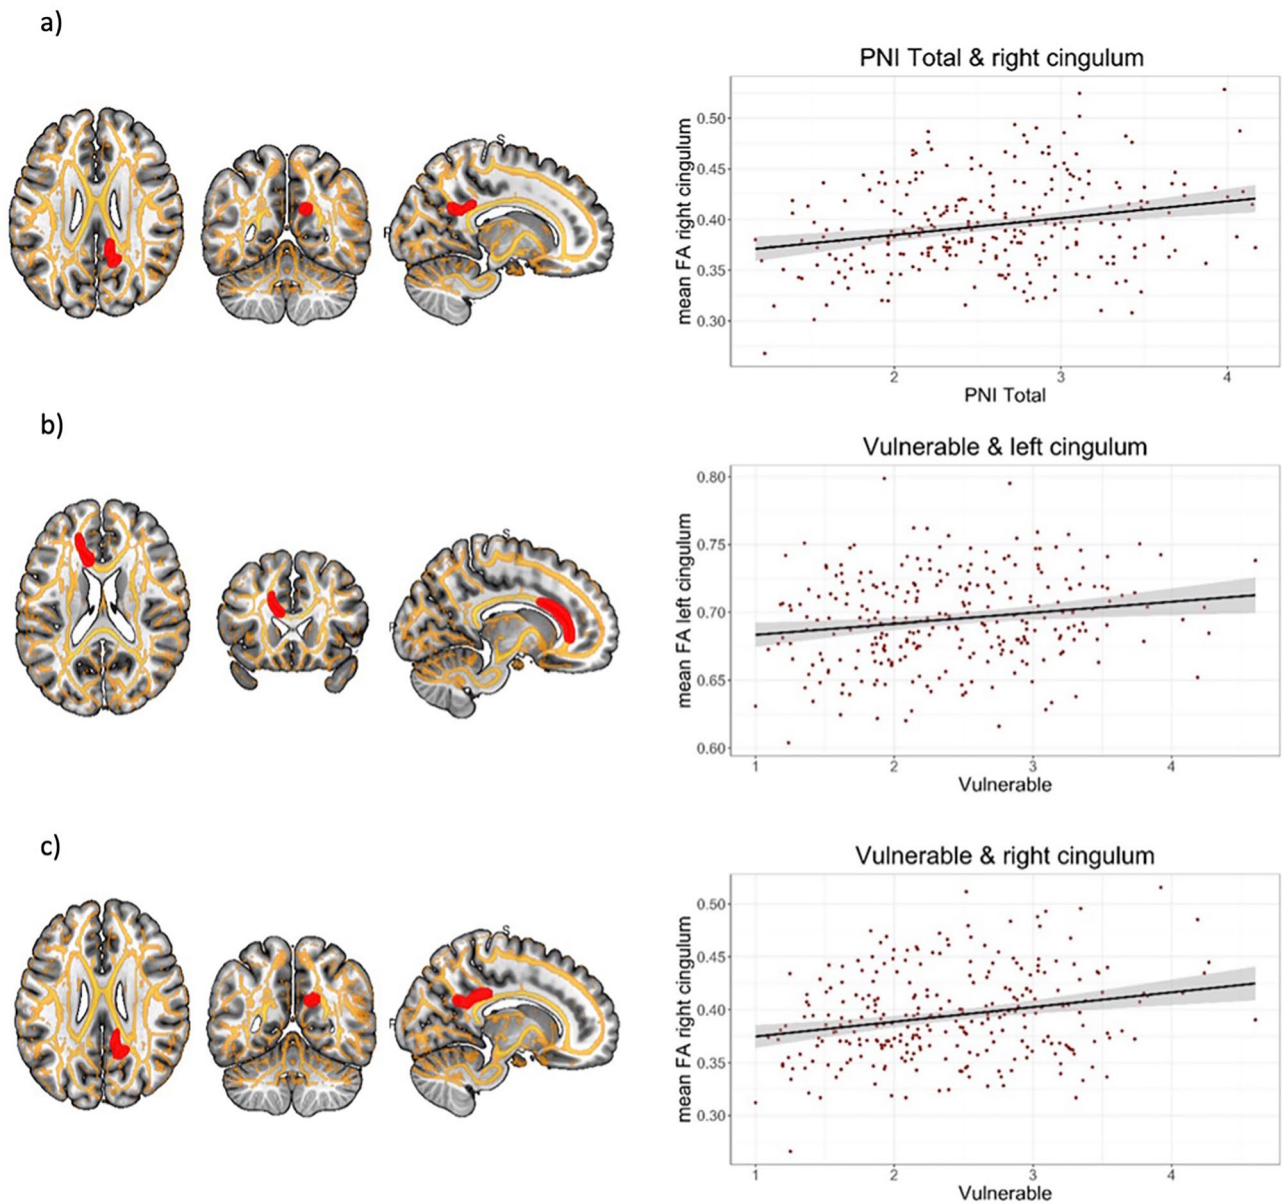 a)
PNI Total & right cingulum
S
P
mean FA right cingulum
0.50
0.45
0.40
0.35
0.30
2
3
4
PNI Total
b)
Vulnerable & left cingulum
S
P
mean FA left cingulum
0.80
0.75
0.70
0.65
0.60
1
2
3
4
Vulnerable
c)
Vulnerable & right cingulum
S
P
mean FA right cingulum
0.50
0.45
0.40
0.35
0.30
1
2
3
4
Vulnerable